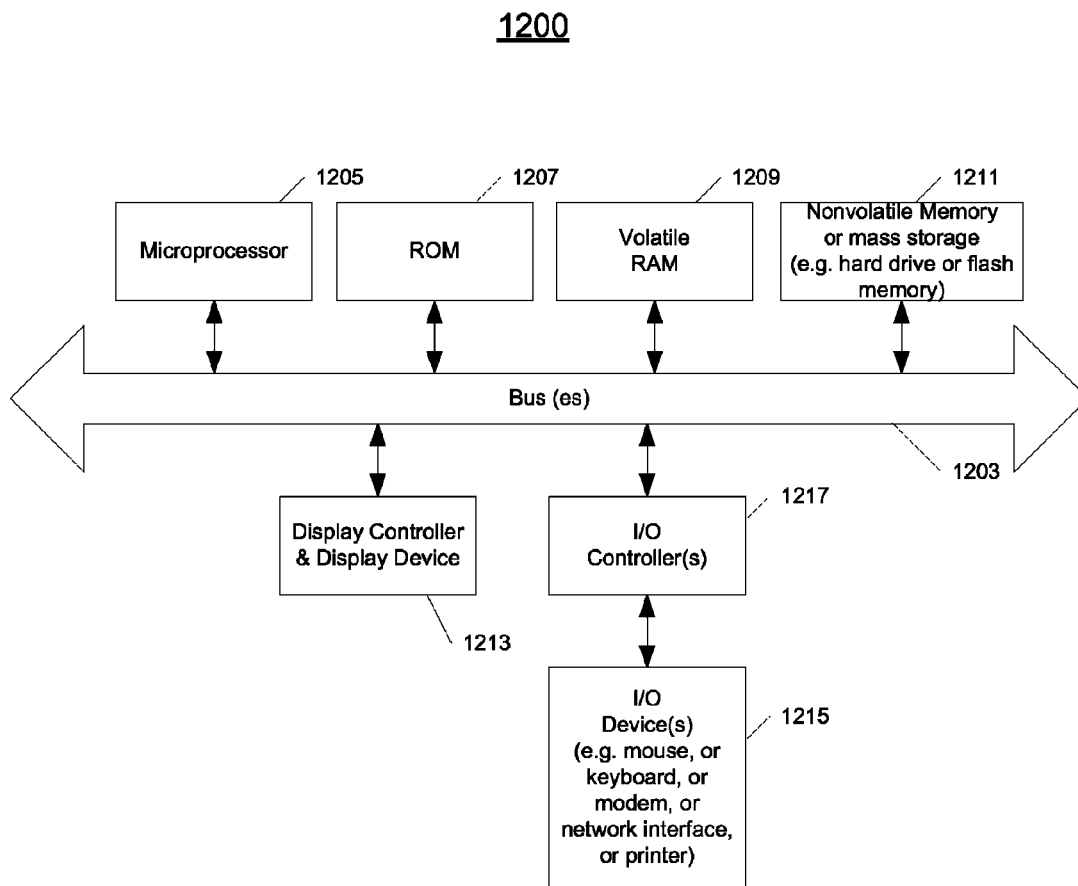 1200
1205
1207
1209
1211
Microprocessor
ROM
Volatile
RAM
Nonvolatile Memory
or mass storage
(e.g. hard drive or flash
memory)
Bus (es)
1203
Display Controller
& Display Device
1213
I/O
Controller(s)
1217
I/O
Device(s)
(e.g. mouse, or
keyboard, or
modem, or
network interface,
or printer)
1215